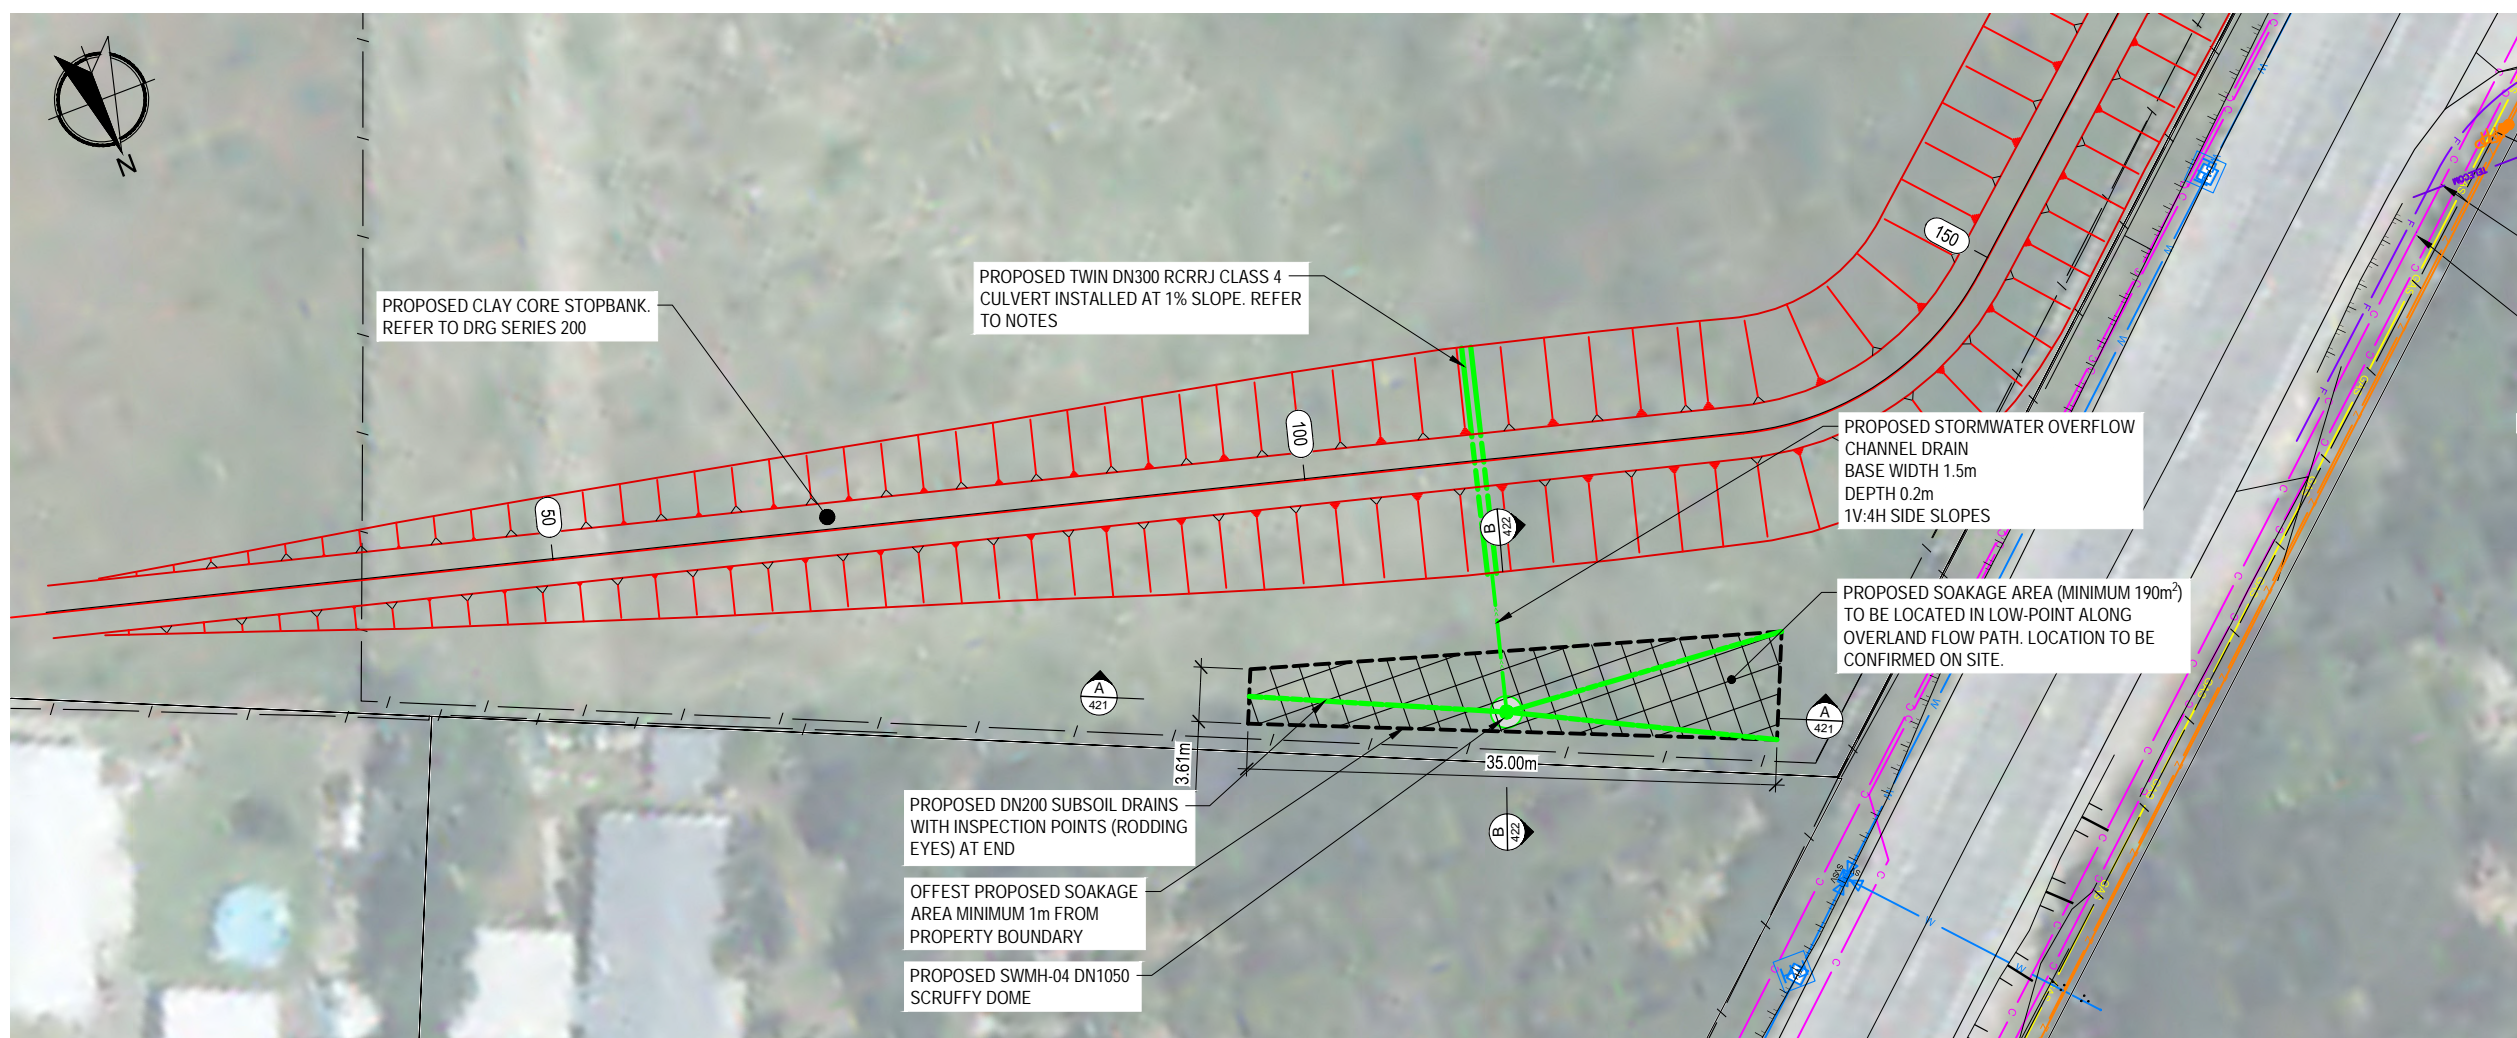 N
PROPOSED CLAY CORE STOPBANK.
REFER TO DRG SERIES 200
PROPOSED TWIN DN300 RCRRJ CLASS 4
CULVERT INSTALLED AT 1% SLOPE. REFER
TO NOTES
150
100
50
PROPOSED STORMWATER OVERFLOW
CHANNEL DRAIN
BASE WIDTH 1.5m
DEPTH 0.2m
1V:4H SIDE SLOPES
B
422
PROPOSED SOAKAGE AREA (MINIMUM 190m²)
TO BE LOCATED IN LOW-POINT ALONG
OVERLAND FLOW PATH. LOCATION TO BE
CONFIRMED ON SITE.
A
421
A
421
3.61m
35.00m
PROPOSED DN200 SUBSOIL DRAINS
WITH INSPECTION POINTS (RODDING
EYES) AT END
B
422
OFFEST PROPOSED SOAKAGE
AREA MINIMUM 1m FROM
PROPERTY BOUNDARY
PROPOSED SWMH-04 DN1050
SCRUFFY DOME
TELECOM